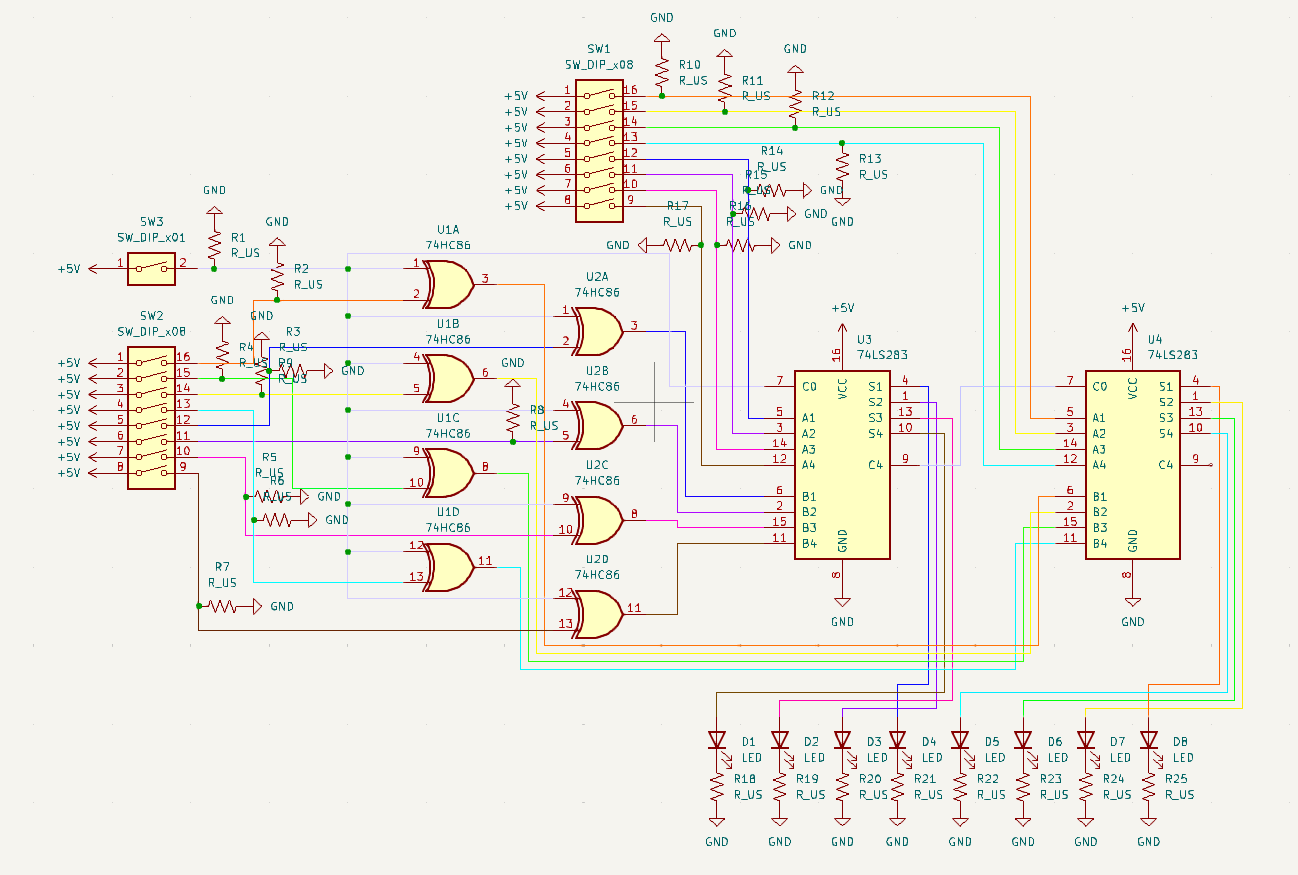 GND
GND
GND
SW1
SW_DIP_x08
R10
R_US
R11
R_US
R12
R_US
+5V 1 16
+5V 2 15
+5V 3 14
+5V 4 13
+5V 5 12
+5V 6 11
+5V 7 10
+5V 8 9
R13
R_US
GND
R14
R_US
GND
R15
R_US
GND
R16
R_US
GND
R17
R_US
GND
SW3
SW_DIP_x01
+5V 1 2
GND
R1
R_US
GND
R2
R_US
SW2
SW_DIP_x08
+5V 1 16
+5V 2 15
+5V 3 14
+5V 4 13
+5V 5 12
+5V 6 11
+5V 7 10
+5V 8 9
GND
R4
R_US
GND
R3
R_US
GND
R9
R5
R_US
GND
R6
R_US
GND
R7
R_US
GND
GND
R8
R_US
U1A
74HC86
1
2
3
U1B
74HC86
4
5
6
U1C
74HC86
9
10
8
U1D
74HC86
12
13
11
U2A
74HC86
1
2
3
U2B
74HC86
4
5
6
U2C
74HC86
9
10
8
U2D
74HC86
12
13
11
+5V
U3
74LS283
16
VCC
7 C0 S1 4
S2 1
5 A1 S3 13
3 A2 S4 10
14 A3
12 A4 C4 9
6 B1
2 B2
15 B3
11 B4
GND
8
GND
+5V
U4
74LS283
16
VCC
7 C0 S1 4
S2 1
5 A1 S3 13
3 A2 S4 10
14 A3
12 A4 C4 9
6 B1
2 B2
15 B3
11 B4
GND
8
GND
D1
LED
D2
LED
D3
LED
D4
LED
D5
LED
D6
LED
D7
LED
D8
LED
R18
R_US
R19
R_US
R20
R_US
R21
R_US
R22
R_US
R23
R_US
R24
R_US
R25
R_US
GND
GND
GND
GND
GND
GND
GND
GND